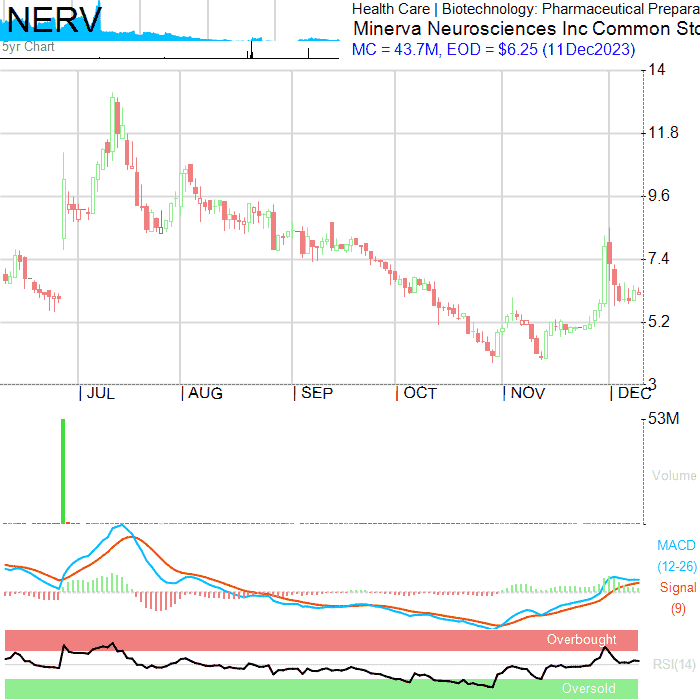 NERV
5yr Chart
Health Care | Biotechnology: Pharmaceutical Prepara
Minerva Neurosciences Inc Common Sto
MC = 43.7M, EOD = $6.25 (11Dec2023)
14
11.8
9.6
7.4
5.2
3
| JUL | AUG | SEP | OCT | NOV | DEC
53M
Volume
MACD
(12-26)
Signal
(9)
Overbought
RSI(14)
Oversold